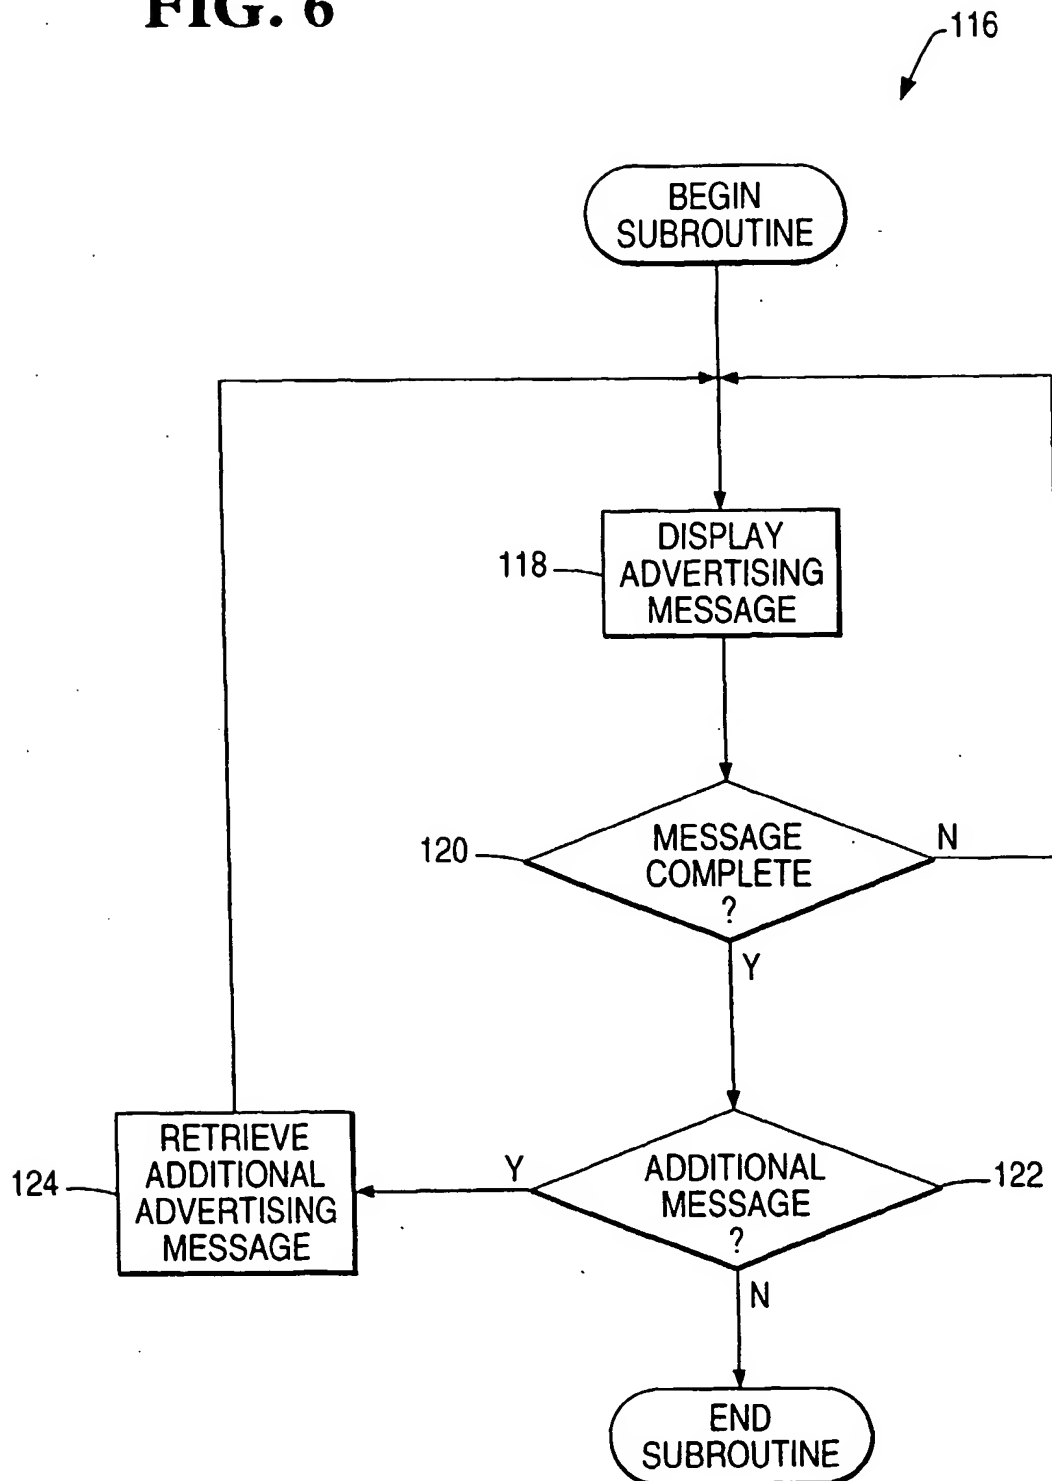 FIG. 6
116
BEGIN
SUBROUTINE
118
DISPLAY
ADVERTISING
MESSAGE
120
MESSAGE
COMPLETE
?
N
Y
124
RETRIEVE
ADDITIONAL
ADVERTISING
MESSAGE
Y
ADDITIONAL
MESSAGE
?
122
N
END
SUBROUTINE